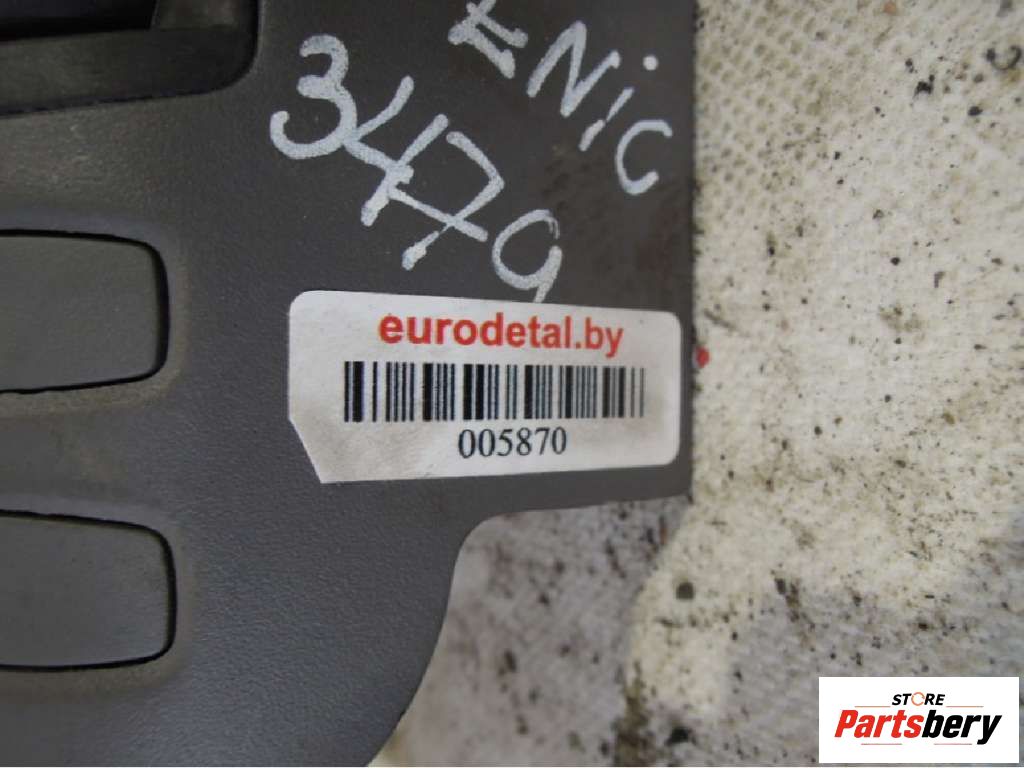 ENIC
3479
eurodetal.by
005870
STORE
Partsbery